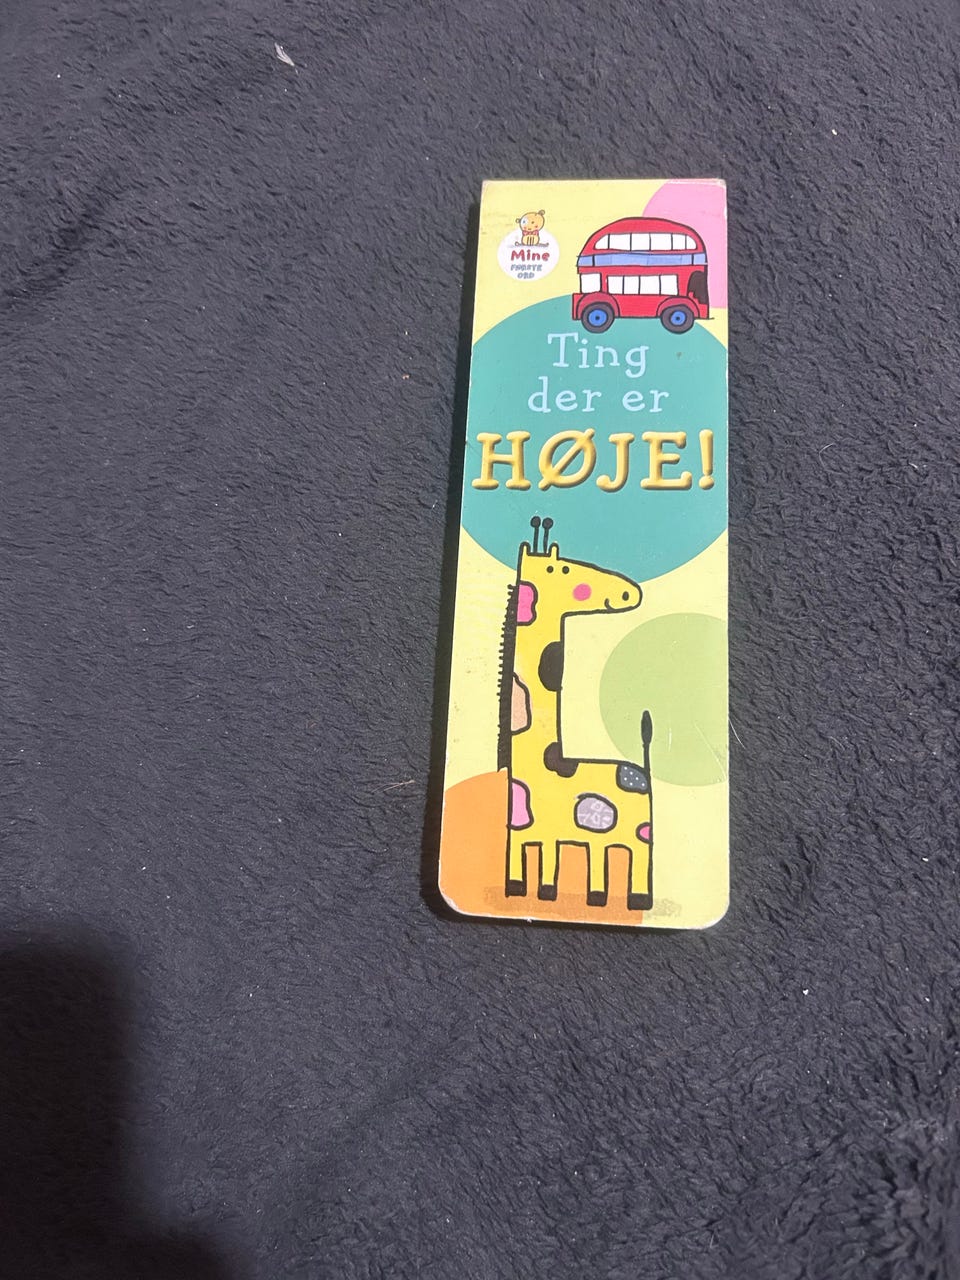 Mine
FØRSTE
ORD
Ting
der er
HØJE!